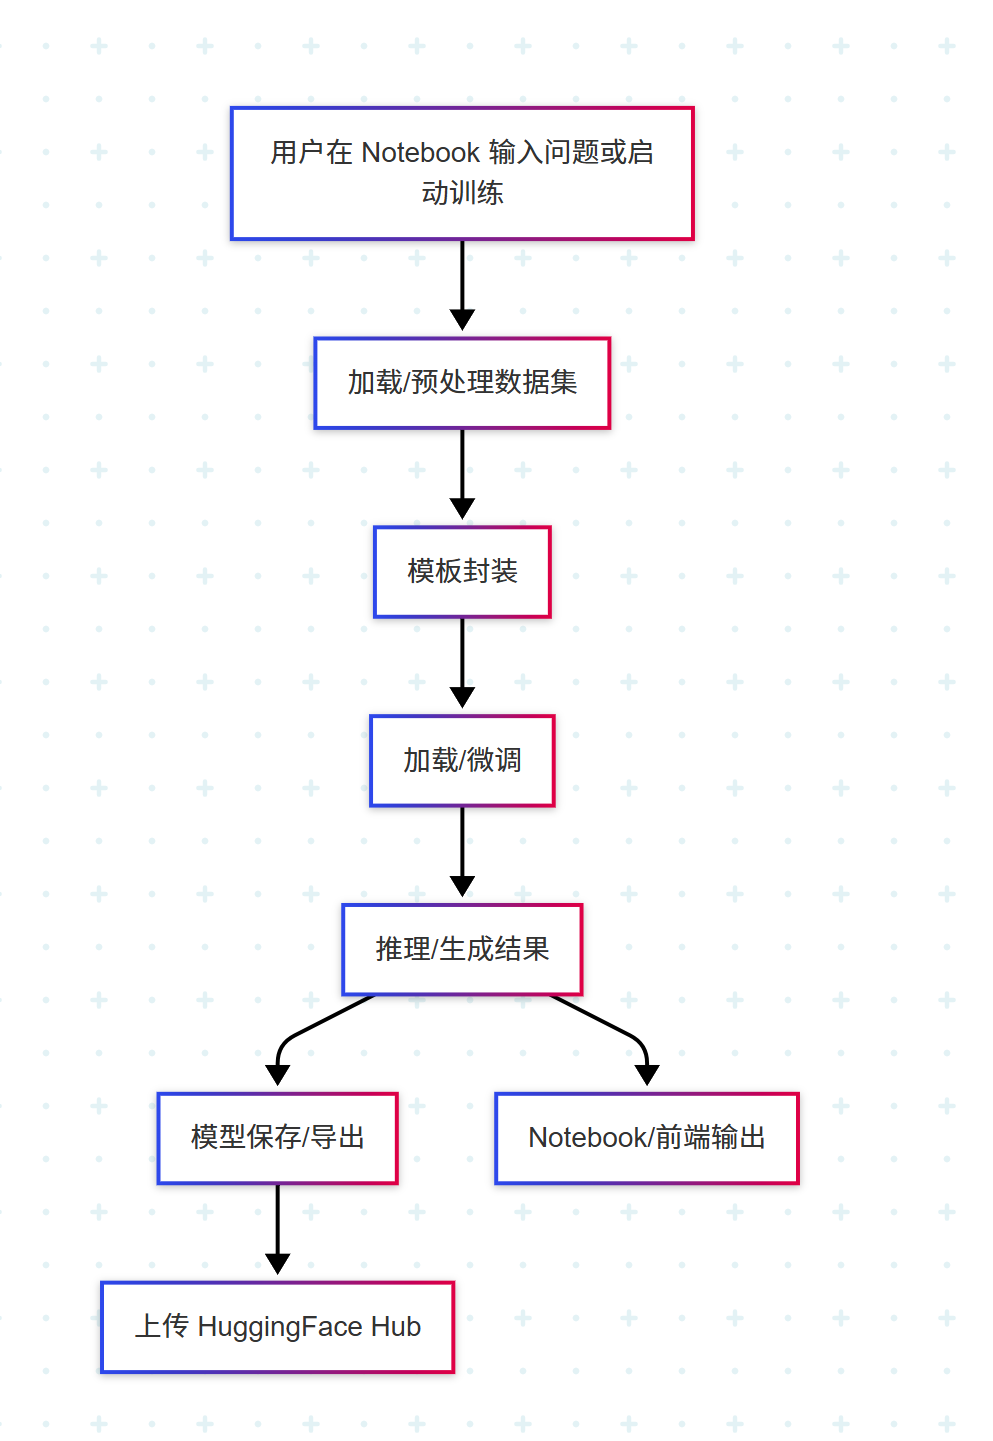 用户在 Notebook 输入问题或启
动训练
加载/预处理数据集
模板封装
加载/微调
推理/生成结果
模型保存/导出
Notebook/前端输出
上传 HuggingFace Hub